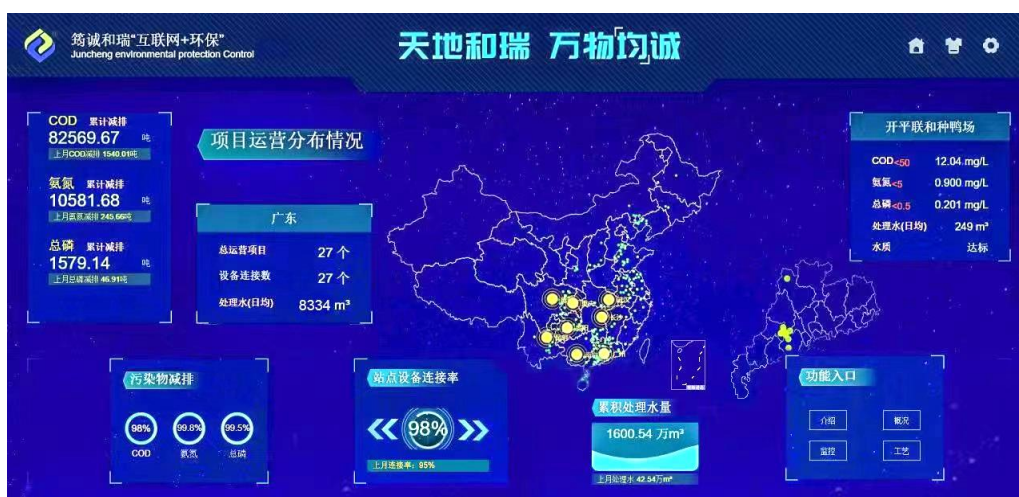 筠诚和瑞“互联网+环保”
Juncheng environmental protection Control
天地和瑞 万物均诚
COD 累计减排
82569.67 吨
上月COD减排 1540.01吨
氨氮 累计减排
10581.68 吨
上月氨氮减排 245.66吨
总磷 累计减排
1579.14 吨
上月总磷减排 46.91吨
项目运营分布情况
广东
总运营项目 27 个
设备连接数 27 个
处理水(日均) 8334 m³
开平联和种鸭场
COD<50 12.04 mg/L
氨氮<5 0.900 mg/L
总磷<0.5 0.201 mg/L
处理水(日均) 249 m³
水质 达标
污染物减排
98% 99.8% 99.5%
COD 氨氮 总磷
站点设备连接率
98%
上月连接率：95%
累积处理水量
1600.54 万m³
上月处理水 42.54万m³
功能入口
介绍 概况
监控 工艺